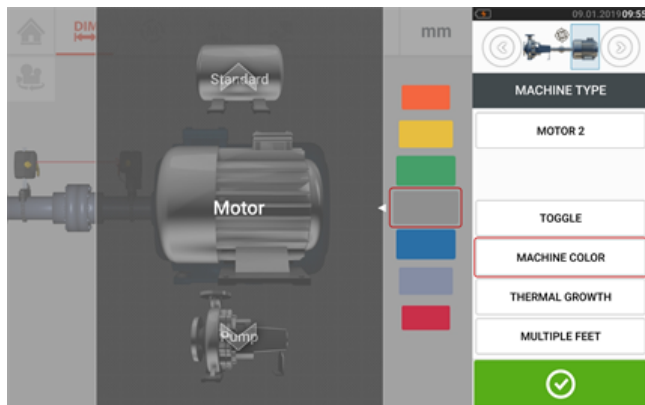 09.01.2019 09:55
DIM
mm
Standard
Motor
Pump
MACHINE TYPE
MOTOR 2
TOGGLE
MACHINE COLOR
THERMAL GROWTH
MULTIPLE FEET